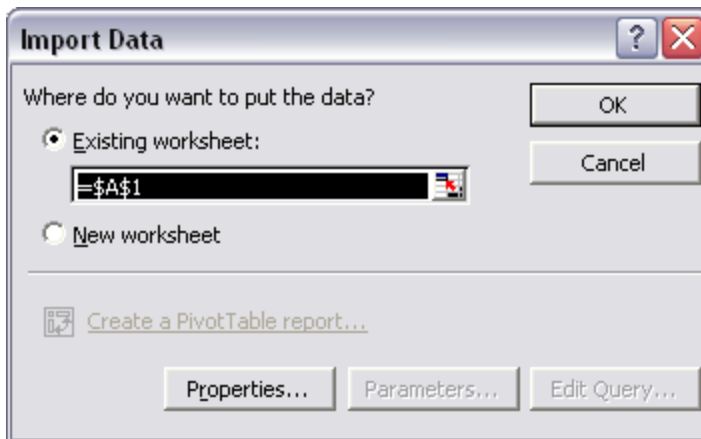 Import Data
?
Where do you want to put the data?
OK
Existing worksheet:
Cancel
=$A$1
New worksheet
Create a PivotTable report...
Properties...
Parameters...
Edit Query...